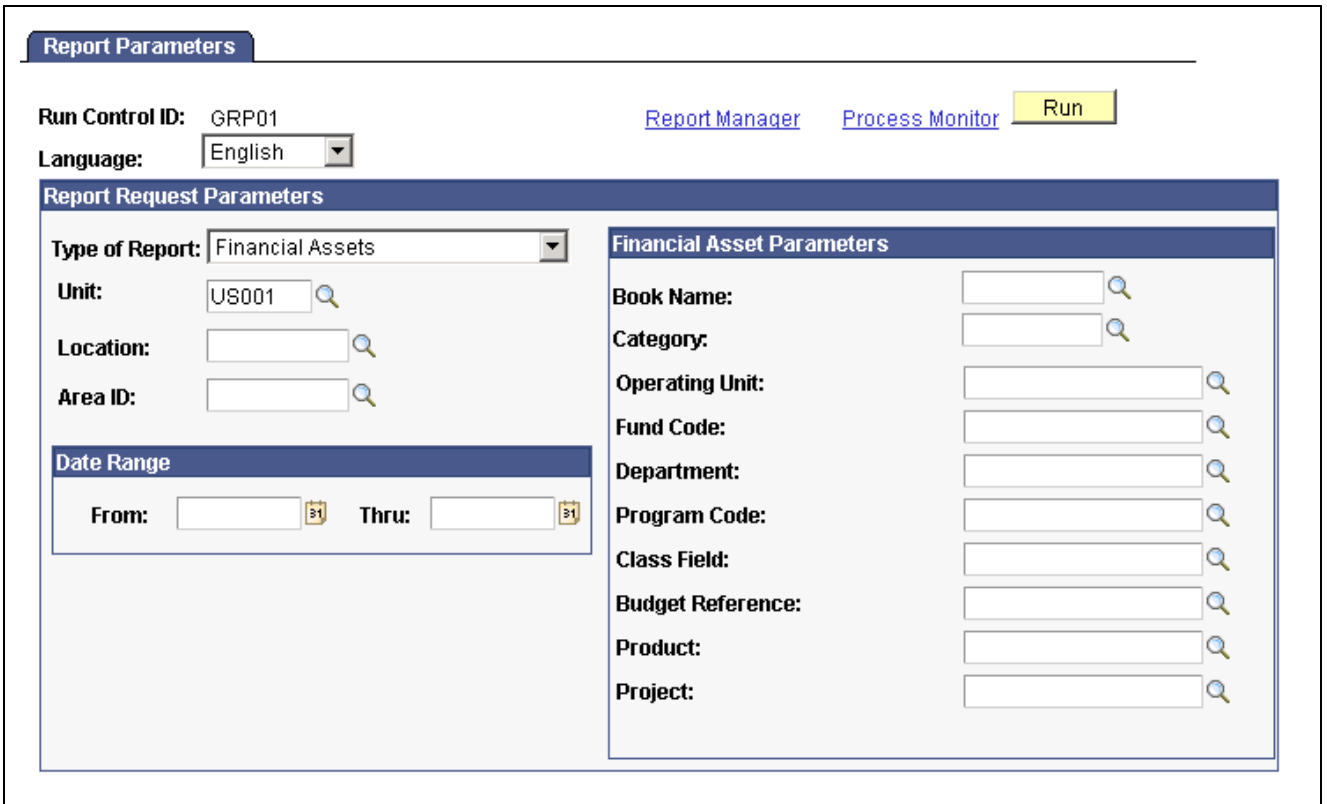 Report Parameters
Run Control ID: GRP01 Report Manager Process Monitor Run
Language: English
Report Request Parameters
Type of Report: Financial Assets
Unit: US001
Location:
Area ID:
Date Range
From: 31 Thru: 31
Financial Asset Parameters
Book Name:
Category:
Operating Unit:
Fund Code:
Department:
Program Code:
Class Field:
Budget Reference:
Product:
Project: